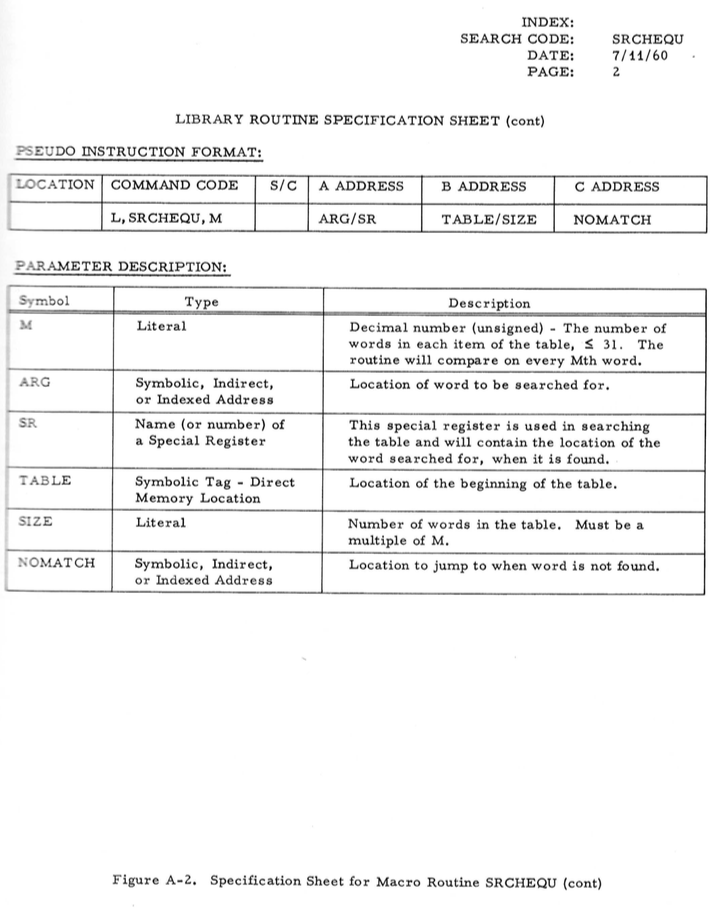 INDEX:
SEARCH CODE: SRCHEQU
DATE: 7/11/60
PAGE: 2
LIBRARY ROUTINE SPECIFICATION SHEET (cont)
PSEUDO INSTRUCTION FORMAT:
LOCATION COMMAND CODE S/C A ADDRESS B ADDRESS C ADDRESS
L, SRCHEQU, M ARG/SR TABLE/SIZE NOMATCH
PARAMETER DESCRIPTION:
Symbol Type Description
M Literal Decimal number (unsigned) - The number of
words in each item of the table, ≤ 31. The
routine will compare on every Mth word.
ARG Symbolic, Indirect, Location of word to be searched for.
or Indexed Address
SR Name (or number) of This special register is used in searching
a Special Register the table and will contain the location of the
word searched for, when it is found.
TABLE Symbolic Tag - Direct Location of the beginning of the table.
Memory Location
SIZE Literal Number of words in the table. Must be a
multiple of M.
NOMATCH Symbolic, Indirect, Location to jump to when word is not found.
or Indexed Address
Figure A-2. Specification Sheet for Macro Routine SRCHEQU (cont)